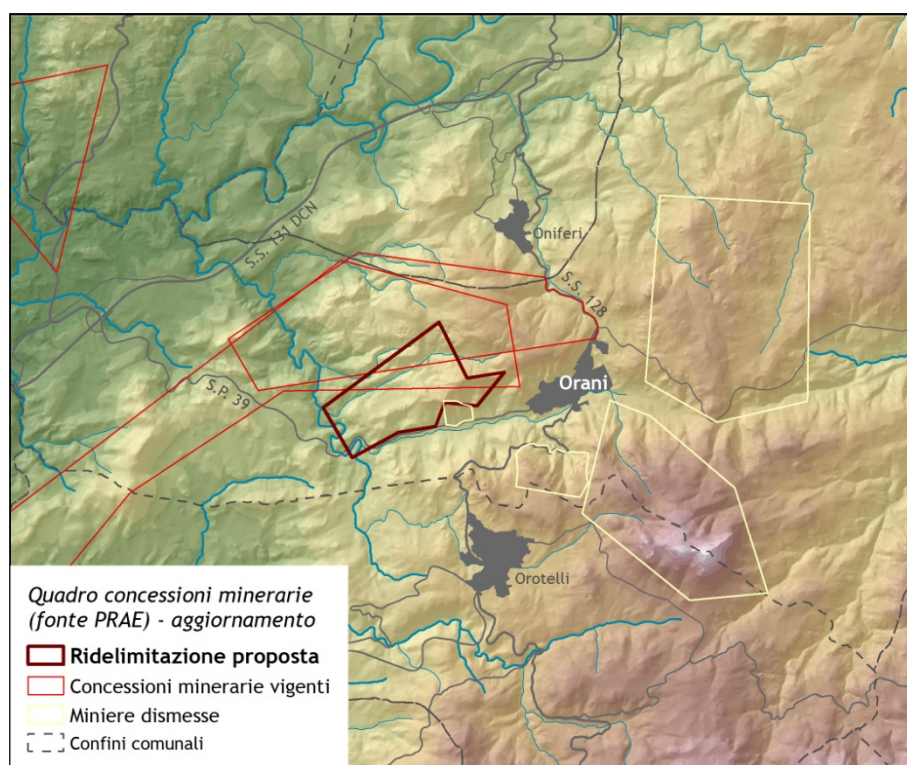 S.S. 131 DCN
Oniferi
S.S. 128
Orani
S.P. 39
Orotelli
Quadro concessioni minerarie
(fonte PRAE) - aggiornamento
Ridelimitazione proposta
Concessioni minerarie vigenti
Miniere dismesse
Confini comunali